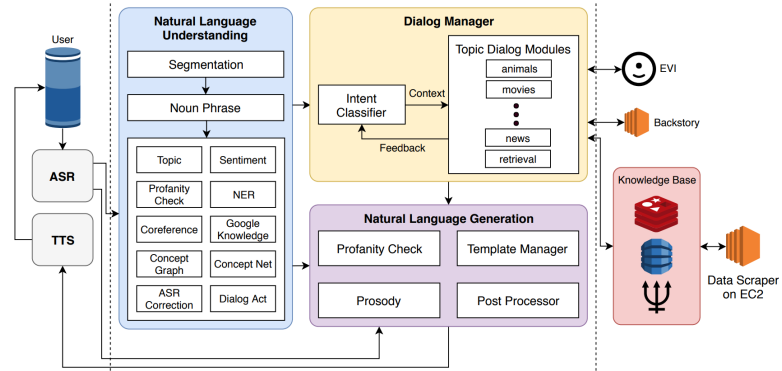 User
ASR
TTS
Natural Language
Understanding
Segmentation
Noun Phrase
Topic
Sentiment
Profanity
Check
NER
Coreference
Google
Knowledge
Concept
Graph
Concept Net
ASR
Correction
Dialog Act
Dialog Manager
Intent
Classifier
Context
Feedback
Topic Dialog Modules
animals
movies
news
retrieval
Natural Language Generation
Profanity Check
Template Manager
Prosody
Post Processor
EVI
Backstory
Knowledge Base
Data Scraper
on EC2